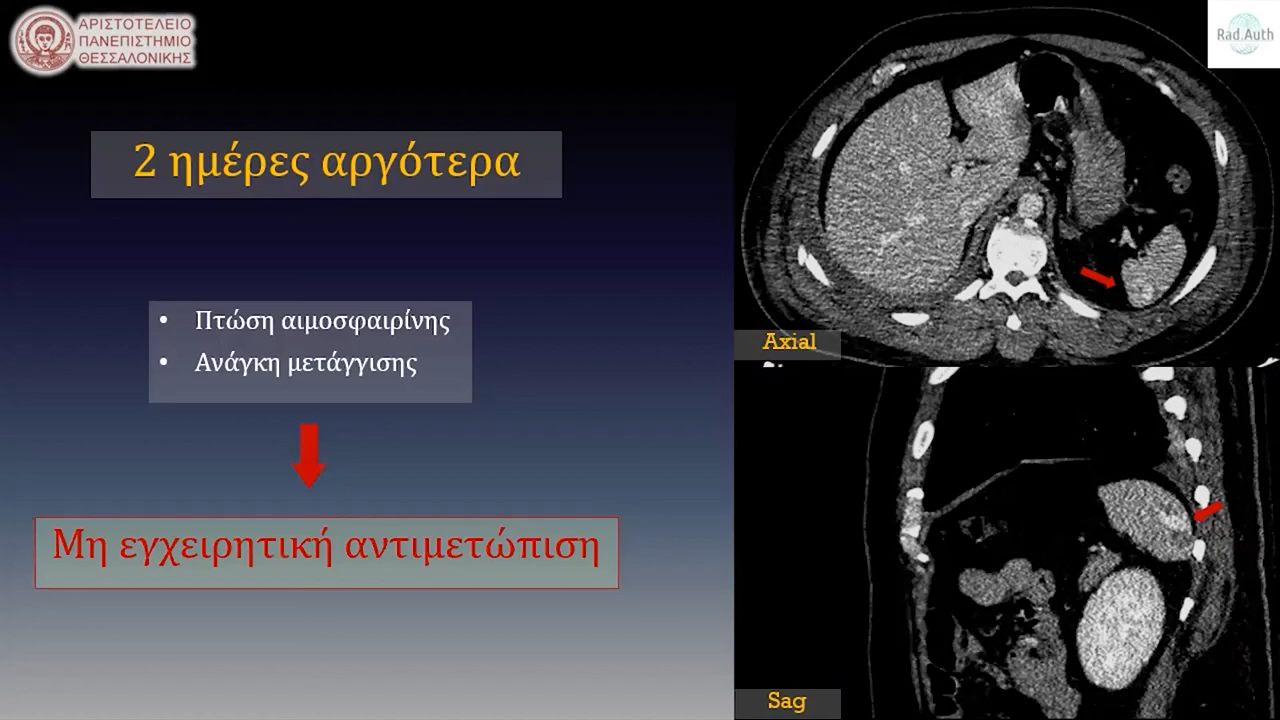 ΑΡΙΣΤΟΤΕΛΕΙΟ
ΠΑΝΕΠΙΣΤΗΜΙΟ
ΘΕΣΣΑΛΟΝΙΚΗΣ
Rad.Auth
2 ημέρες αργότερα
• Πτώση αιμοσφαιρίνης
• Ανάγκη μετάγγισης
Μη εγχειρητική αντιμετώπιση
Axial
Sag